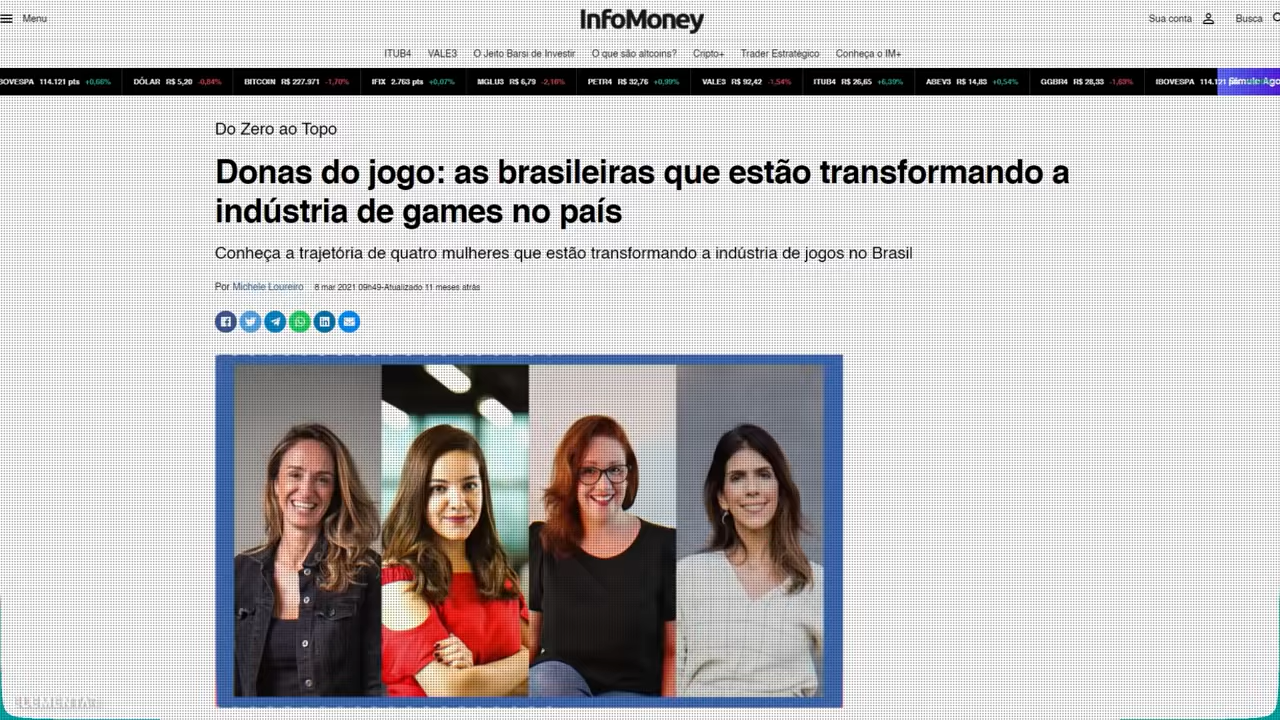 Menu
InfoMoney
Sua conta
Busca
ITUB4 VALE3 O Jeito Barsi de Investir O que são altcoins? Cripto+ Trader Estratégico Conheça o IM+
BOVESPA 114.121 pts +0,66% DÓLAR R$ 5,20 -0,84% BITCOIN R$ 227.971 -1,70% IFIX 2.763 pts +0,07% MGLU3 R$ 6,79 -2,16% PETR4 R$ 32,76 +0,99% VALE3 R$ 92,42 -1,54% ITUB4 R$ 26,65 +6,39% ABEV3 R$ 14,83 +0,54% GGBR4 R$ 28,33 -1,63% IBOVESPA
Do Zero ao Topo
Donas do jogo: as brasileiras que estão transformando a
indústria de games no país
Conheça a trajetória de quatro mulheres que estão transformando a indústria de jogos no Brasil
Por Michele Loureiro 8 mar 2021 09h49-Atualizado 11 meses atrás